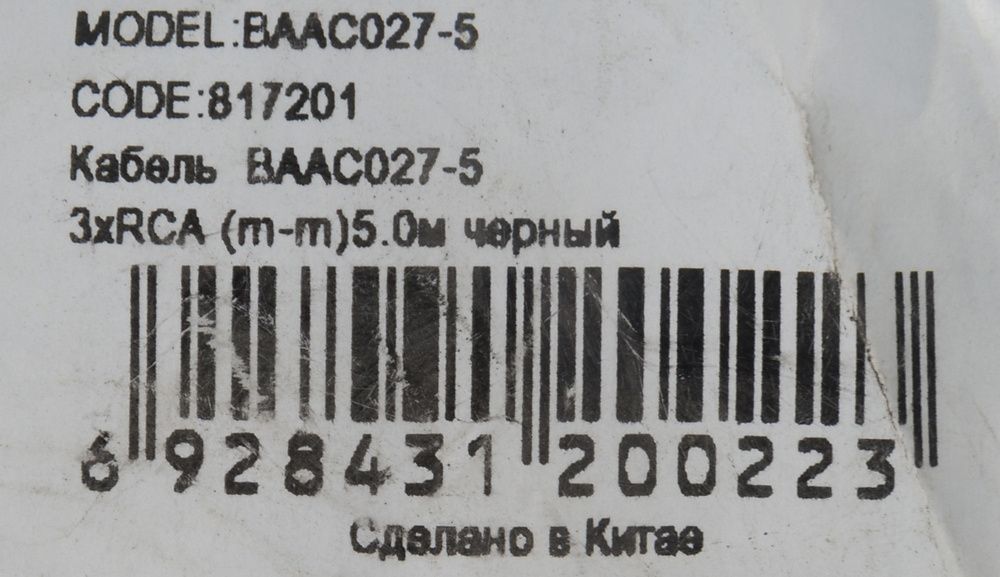 MODEL:BAAC027-5
CODE:817201
Кабель BAAC027-5
3xRCA (m-m)5.0м черный
6 928431 200223
Сделано в Китае